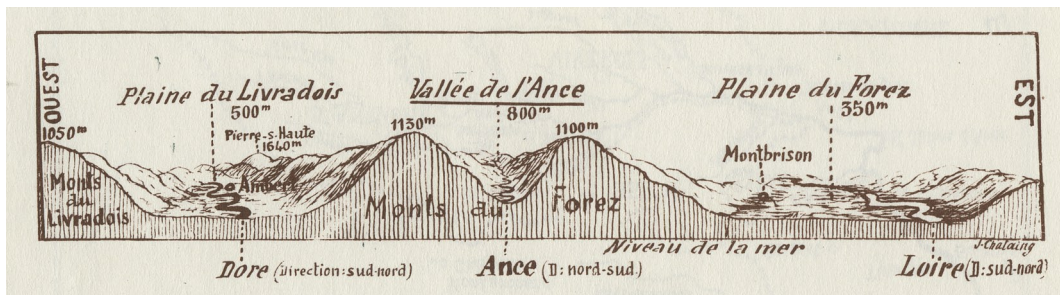 OUEST
Plaine du Livradois
500m
Vallée de l'Ance
800m
Plaine du Forez
350m
EST
1050m
Pierre-s-Haute
1640m
1130m
1100m
Montbrison
Ambert
Monts
du
Livradois
Monts du Forez
Niveau de la mer
J. Chalaing
Dore (Direction: sud-nord)
Ance (D: nord-sud.)
Loire (D: sud-nord)